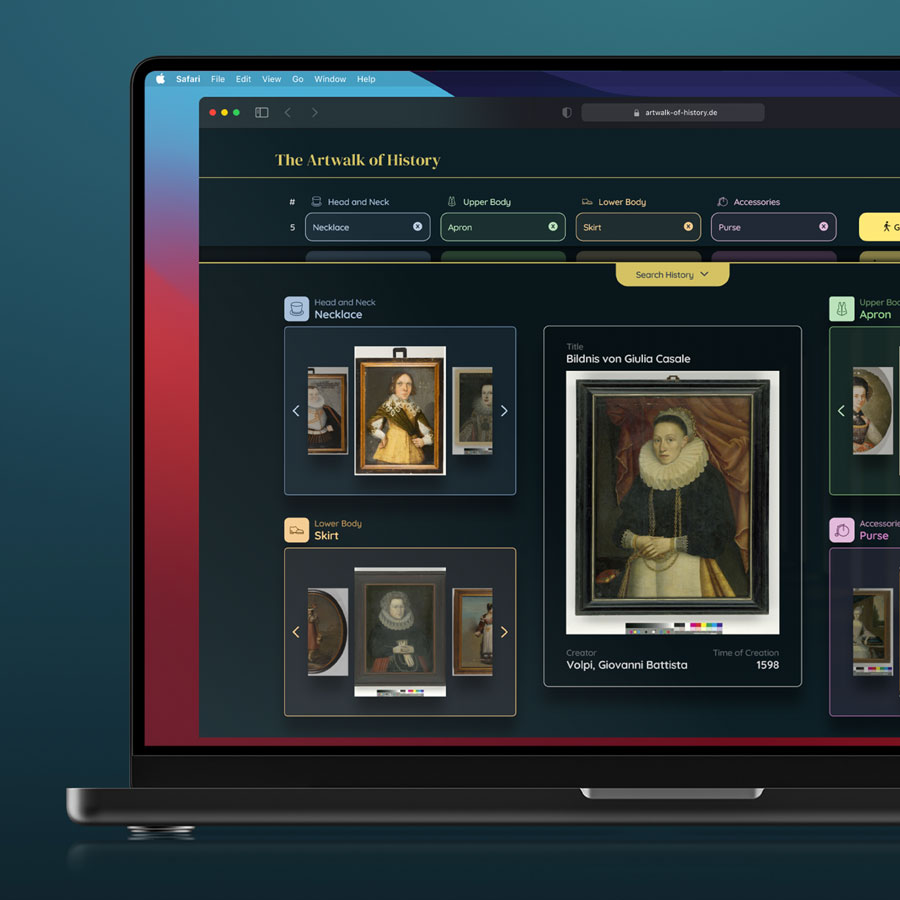 Safari File Edit View Go Window Help
artwalk-of-history.de
The Artwalk of History
# Head and Neck Upper Body Lower Body Accessories
5 Necklace Apron Skirt Purse G
Search History
Head and Neck
Necklace
Title
Bildnis von Giulia Casale
Upper Boo
Apron
Lower Body
Skirt
Creator Time of Creation
Volpi, Giovanni Battista 1598
Accessorie
Purse